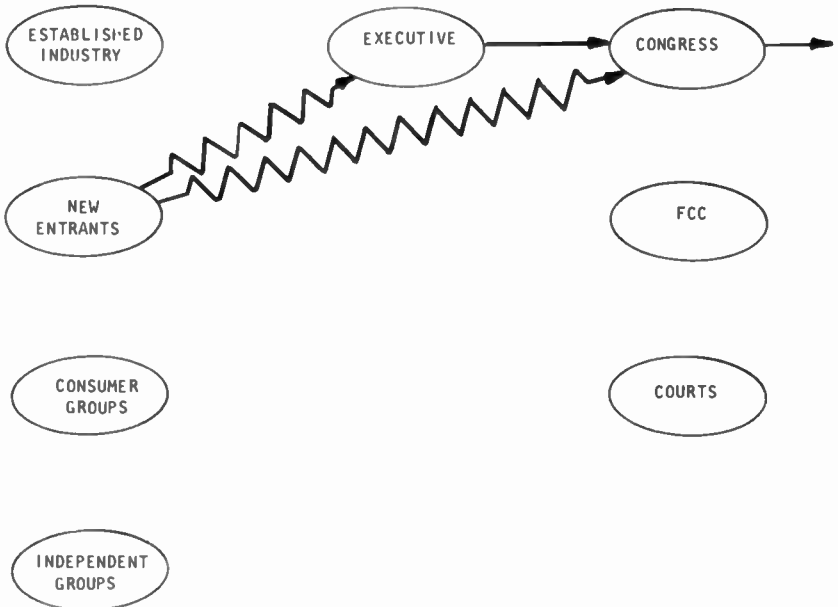 ESTABLISHED
INDUSTRY
EXECUTIVE
CONGRESS
NEW
ENTRANTS
FCC
CONSUMER
GROUPS
COURTS
INDEPENDENT
GROUPS